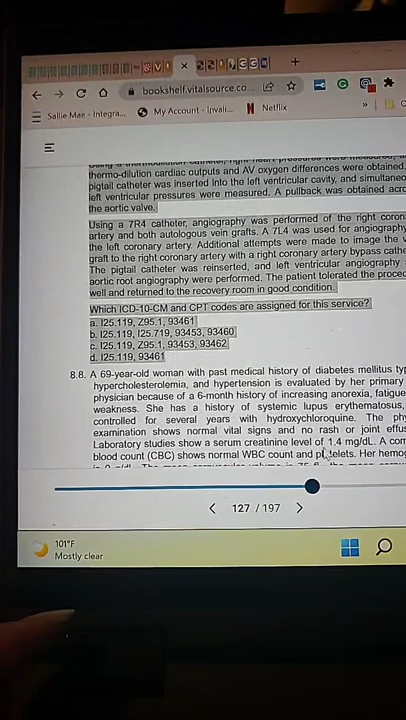 bookshelf.vitalsource.co...
Sallie Mae - Integra...
My Account - Invali...
Netflix
»
thermo-dilution cardiac outputs and AV oxygen differences were obtained.
pigtail catheter was inserted into the left ventricular cavity, and simultaneo
left ventricular pressures were measured. A pullback was obtained acro
the aortic valve.
Using a 7R4 catheter, angiography was performed of the right coron
artery and both autologous vein grafts. A 7L4 was used for angiography
the left coronary artery. Additional attempts were made to image the v
graft to the right coronary artery with a right coronary artery bypass cathe
The pigtail catheter was reinserted, and left ventricular angiography
aortic root angiography were performed. The patient tolerated the proced
well and returned to the recovery room in good condition.
Which ICD-10-CM and CPT codes are assigned for this service?
a. I25.119, Z95.1, 93461
b. I25.119, I25.719, 93453, 93460
c. I25.119, Z95.1, 93453, 93462
d. I25.119, 93461
8.8. A 69-year-old woman with past medical history of diabetes mellitus typ
hypercholesterolemia, and hypertension is evaluated by her primary
physician because of a 6-month history of increasing anorexia, fatigue
weakness. She has a history of systemic lupus erythematosus,
controlled for several years with hydroxychloroquine. The phy
examination shows normal vital signs and no rash or joint effus
Laboratory studies show a serum creatinine level of 1.4 mg/dL. A com
blood count (CBC) shows normal WBC count and platelets. Her hemog
127 / 197
101°F
Mostly clear